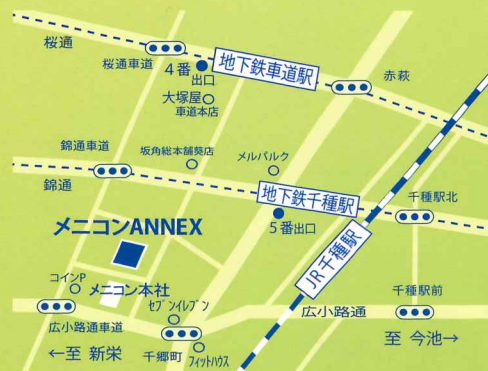 桜通
桜通車道
4番
出口
地下鉄車道駅
赤萩
大塚屋
車道本店
錦通車道
坂角総本舗葵店
メルパルク
錦通
地下鉄千種駅
千種駅北
5番出口
メニコンANNEX
JR千種駅
コインP
メニコン本社
セブンイレブン
広小路通
千種駅前
広小路通車道
至 今池→
←至 新栄
千郷町
フィットハウス